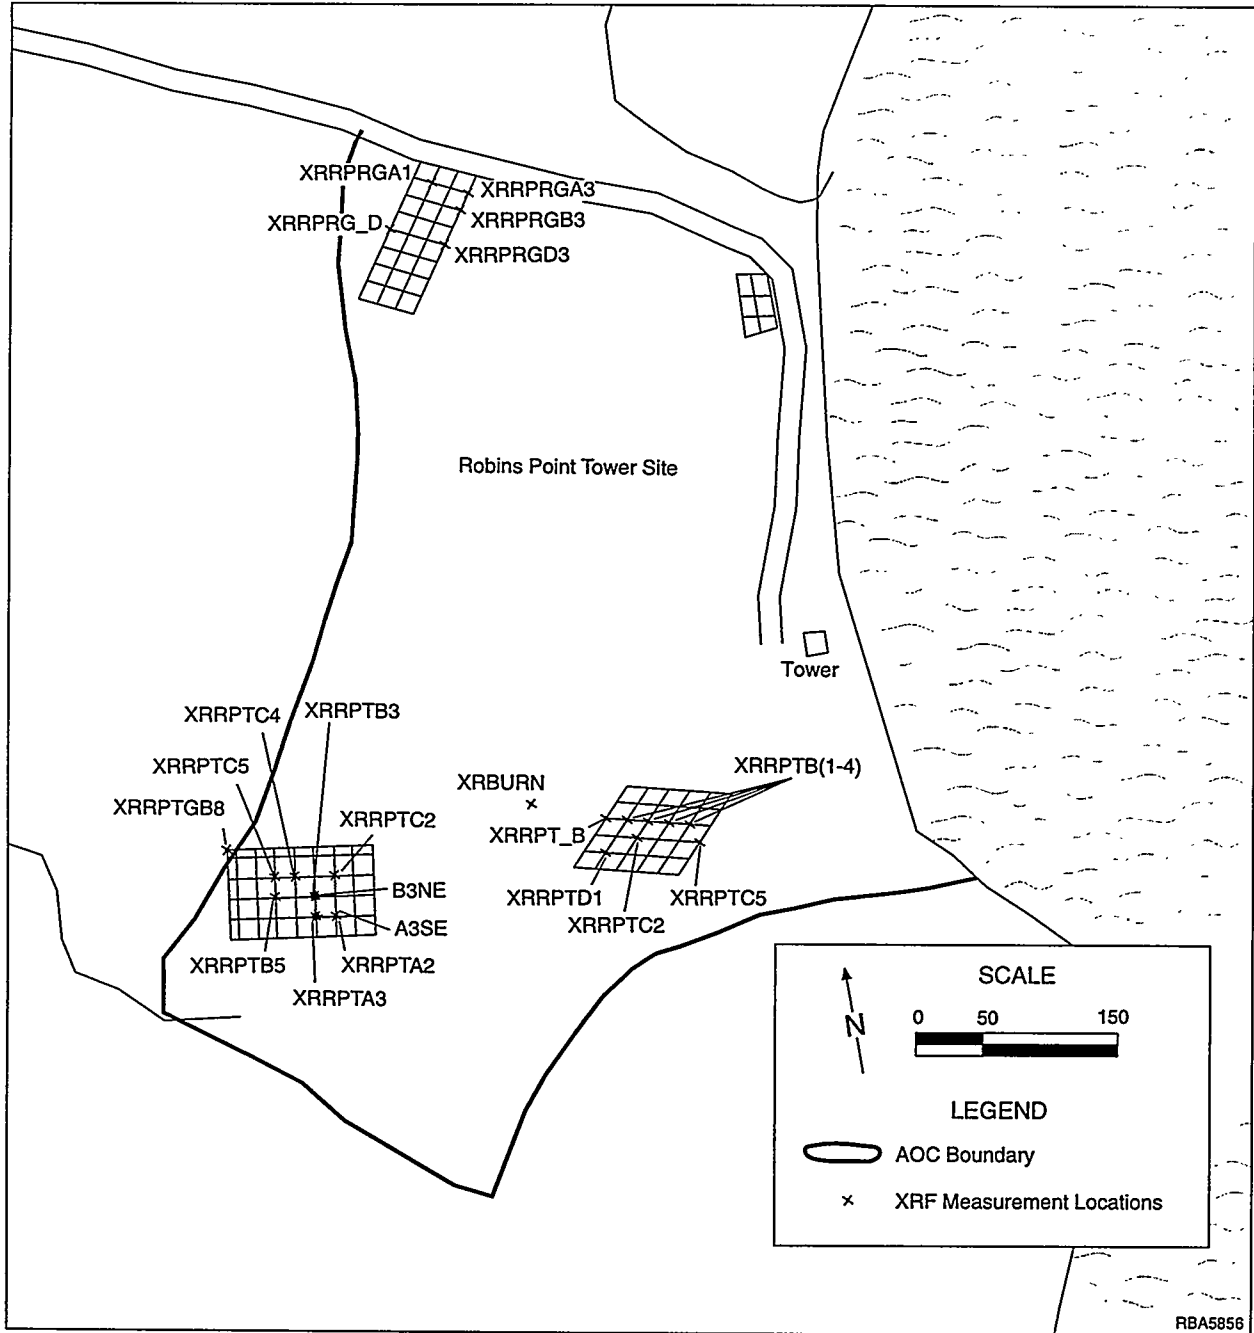 XRRPRGA1
XRRPRGA3
XRRPRG_D
XRRPRGB3
XRRPRGD3
Robins Point Tower Site
Tower
XRRPTC4
XRRPTB3
XRRPTC5
XRRPTB(1-4)
XRBURN
XRRPTGB8
XRRPTC2
XRRPT_B
B3NE
XRRPTD1
XRRPTC5
A3SE
XRRPTC2
XRRPTB5
XRRPTA2
XRRPTA3
SCALE
0 50 150
N
LEGEND
AOC Boundary
× XRF Measurement Locations
RBA5856